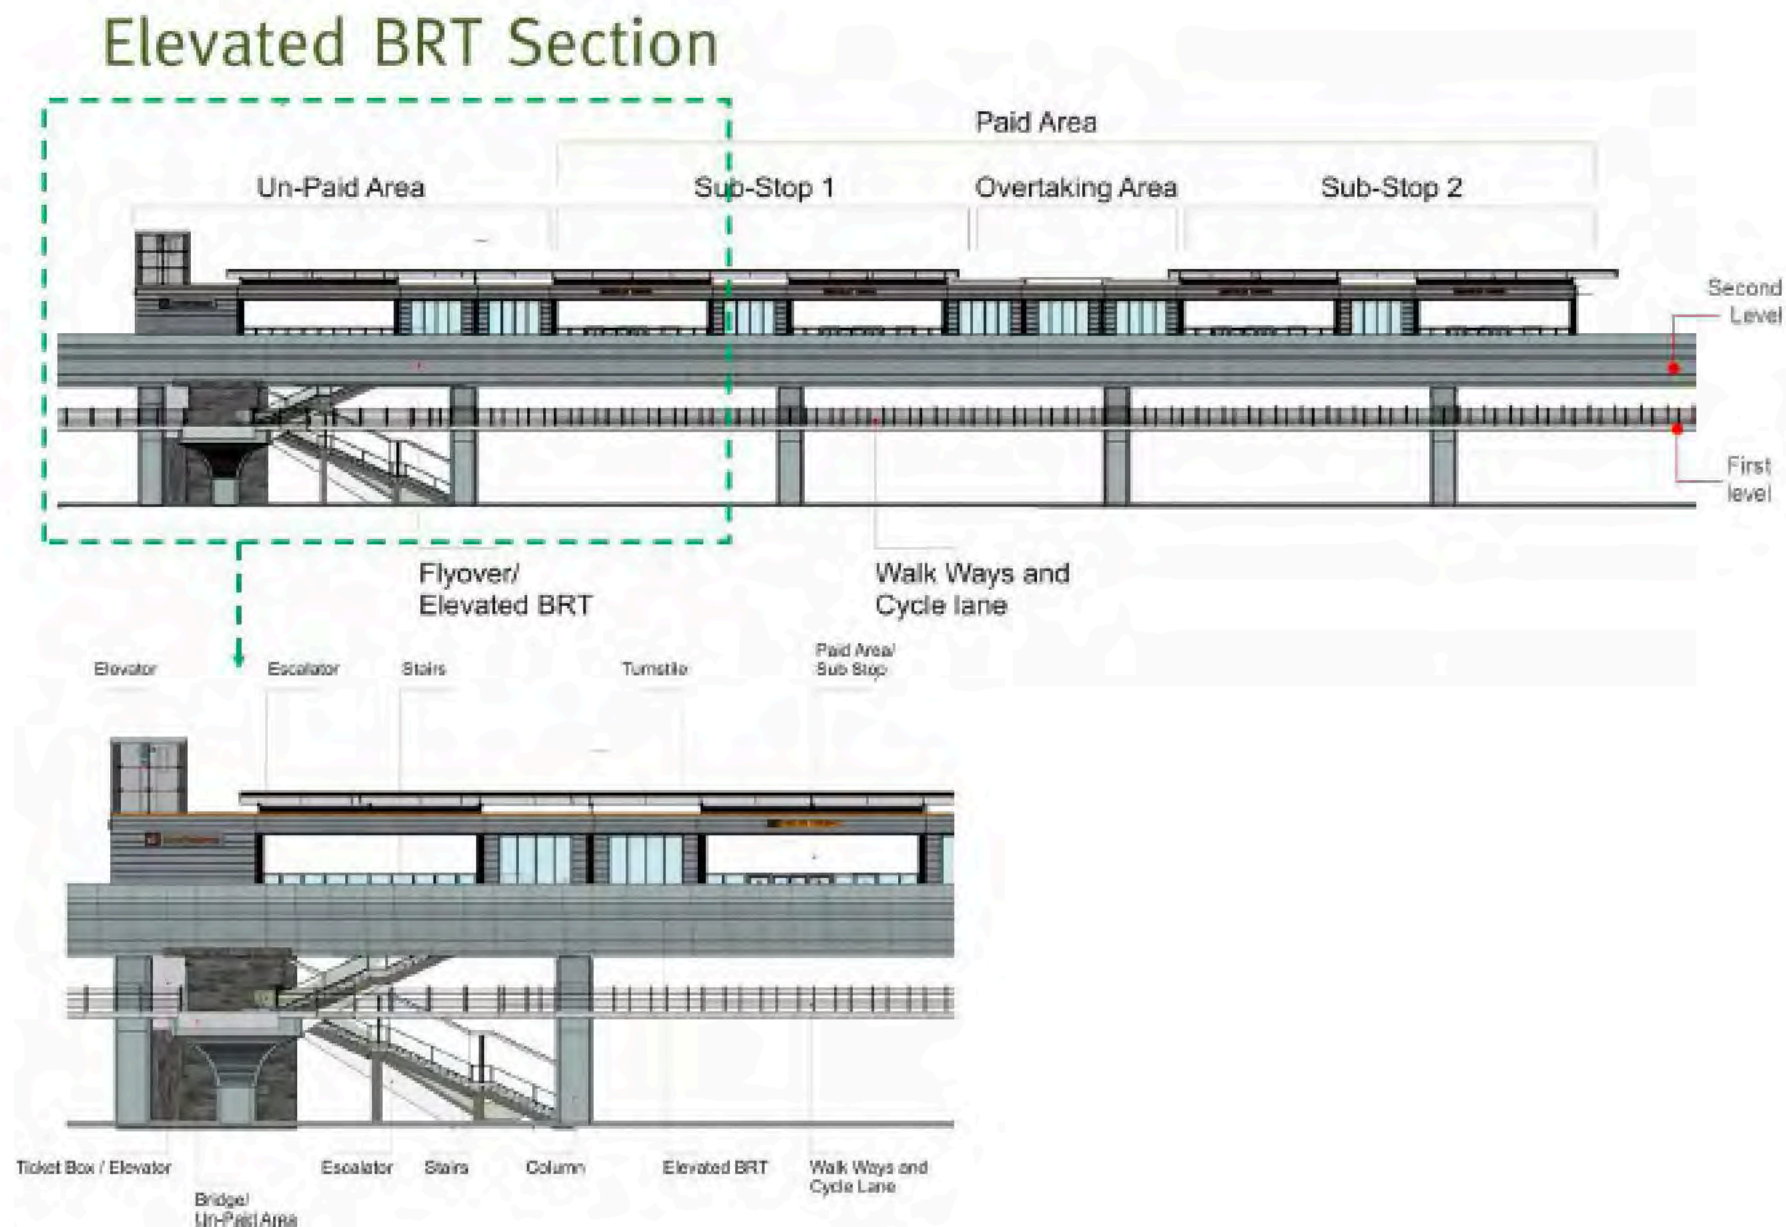 Elevated BRT Section
Paid Area
Un-Paid Area
Sub-Stop 1
Overtaking Area
Sub-Stop 2
Second
Level
First
level
Flyover/
Elevated BRT
Walk Ways and
Cycle lane
Elevator
Escalator
Stairs
Turnstile
Paid Area/
Sub Stop
Ticket Box / Elevator
Escalator
Stairs
Column
Elevated BRT
Walk Ways and
Cycle Lane
Bridge/
Un-Paid Area